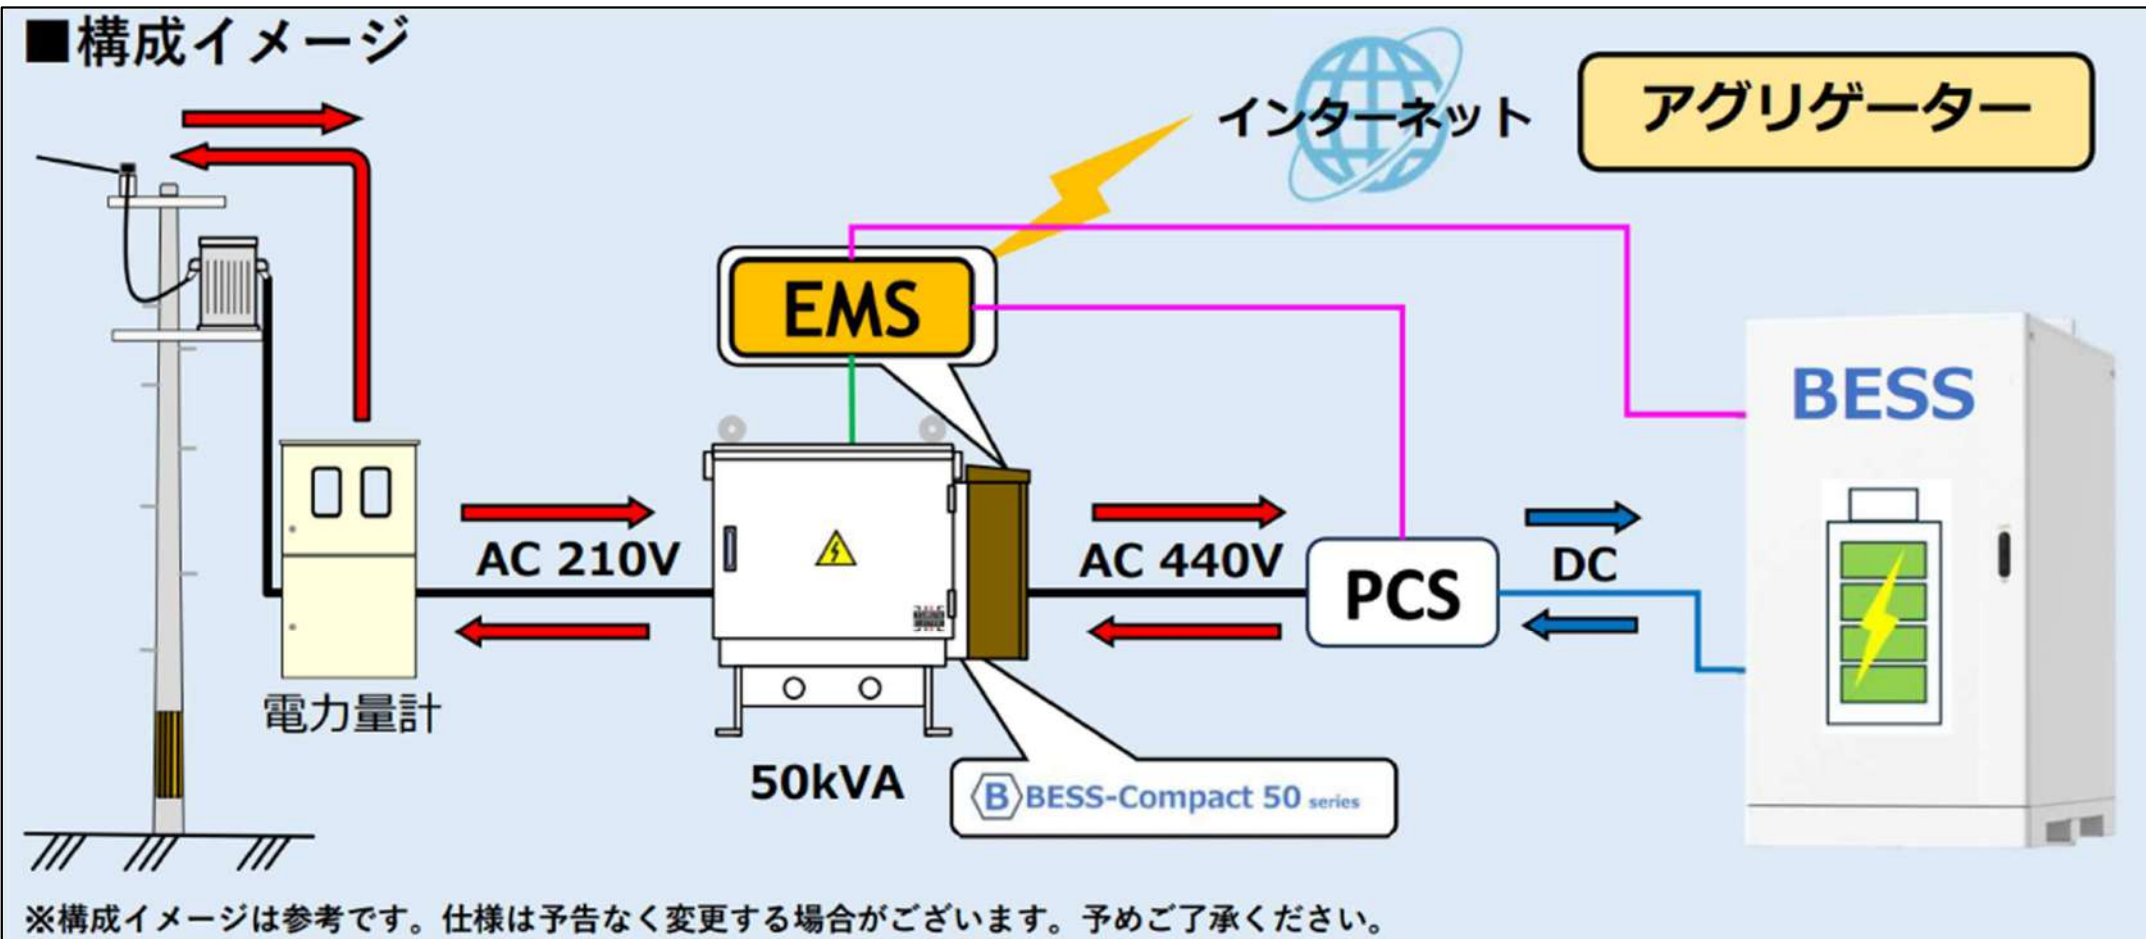 ■構成イメージ
インターネット
アグリゲーター
EMS
BESS
AC 210V
AC 440V
PCS
DC
電力量計
50kVA
B BESS-Compact 50 series
※構成イメージは参考です。仕様は予告なく変更する場合がございます。予めご了承ください。